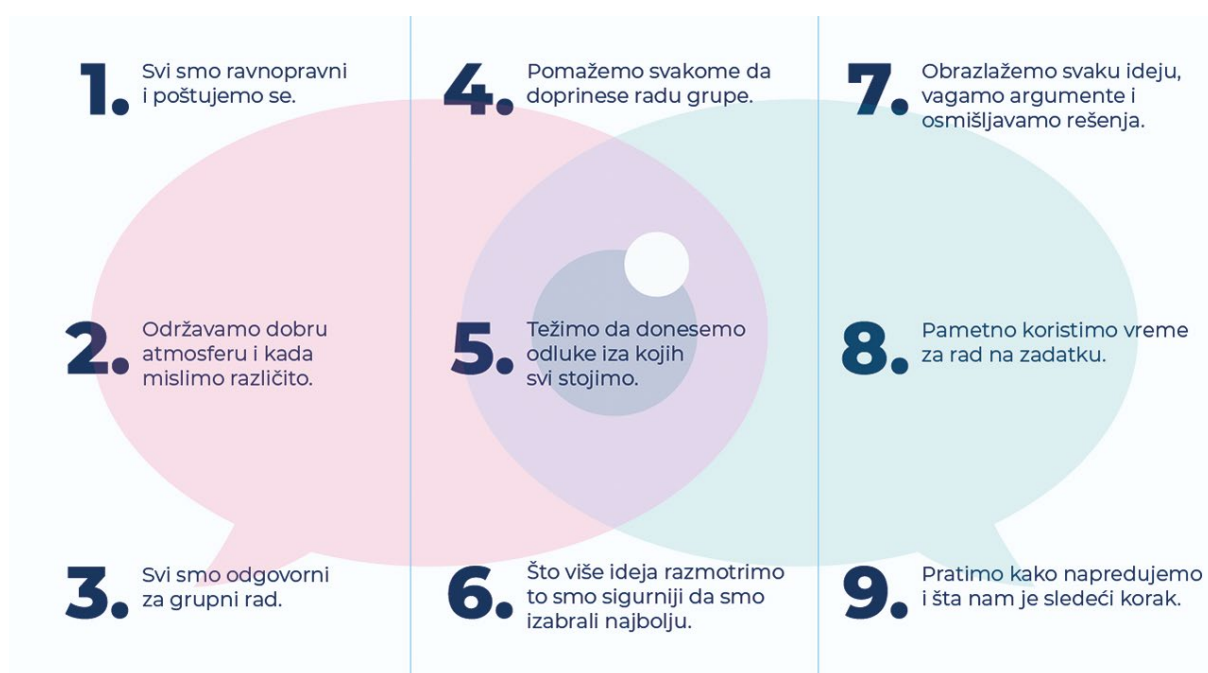 1. Svi smo ravnopravni
i poštujemo se.
2. Održavamo dobru
atmosferu i kada
mislimo različito.
3. Svi smo odgovorni
za grupni rad.
4. Pomažemo svakome da
doprinese radu grupe.
5. Težimo da donesemo
odluke iza kojih
svi stojimo.
6. Što više ideja razmotrimo
to smo sigurniji da smo
izabrali najbolju.
7. Obrazlažemo svaku ideju,
vagamo argumente i
osmišljavamo rešenja.
8. Pametno koristimo vreme
za rad na zadatku.
9. Pratimo kako napredujemo
i šta nam je sledeći korak.